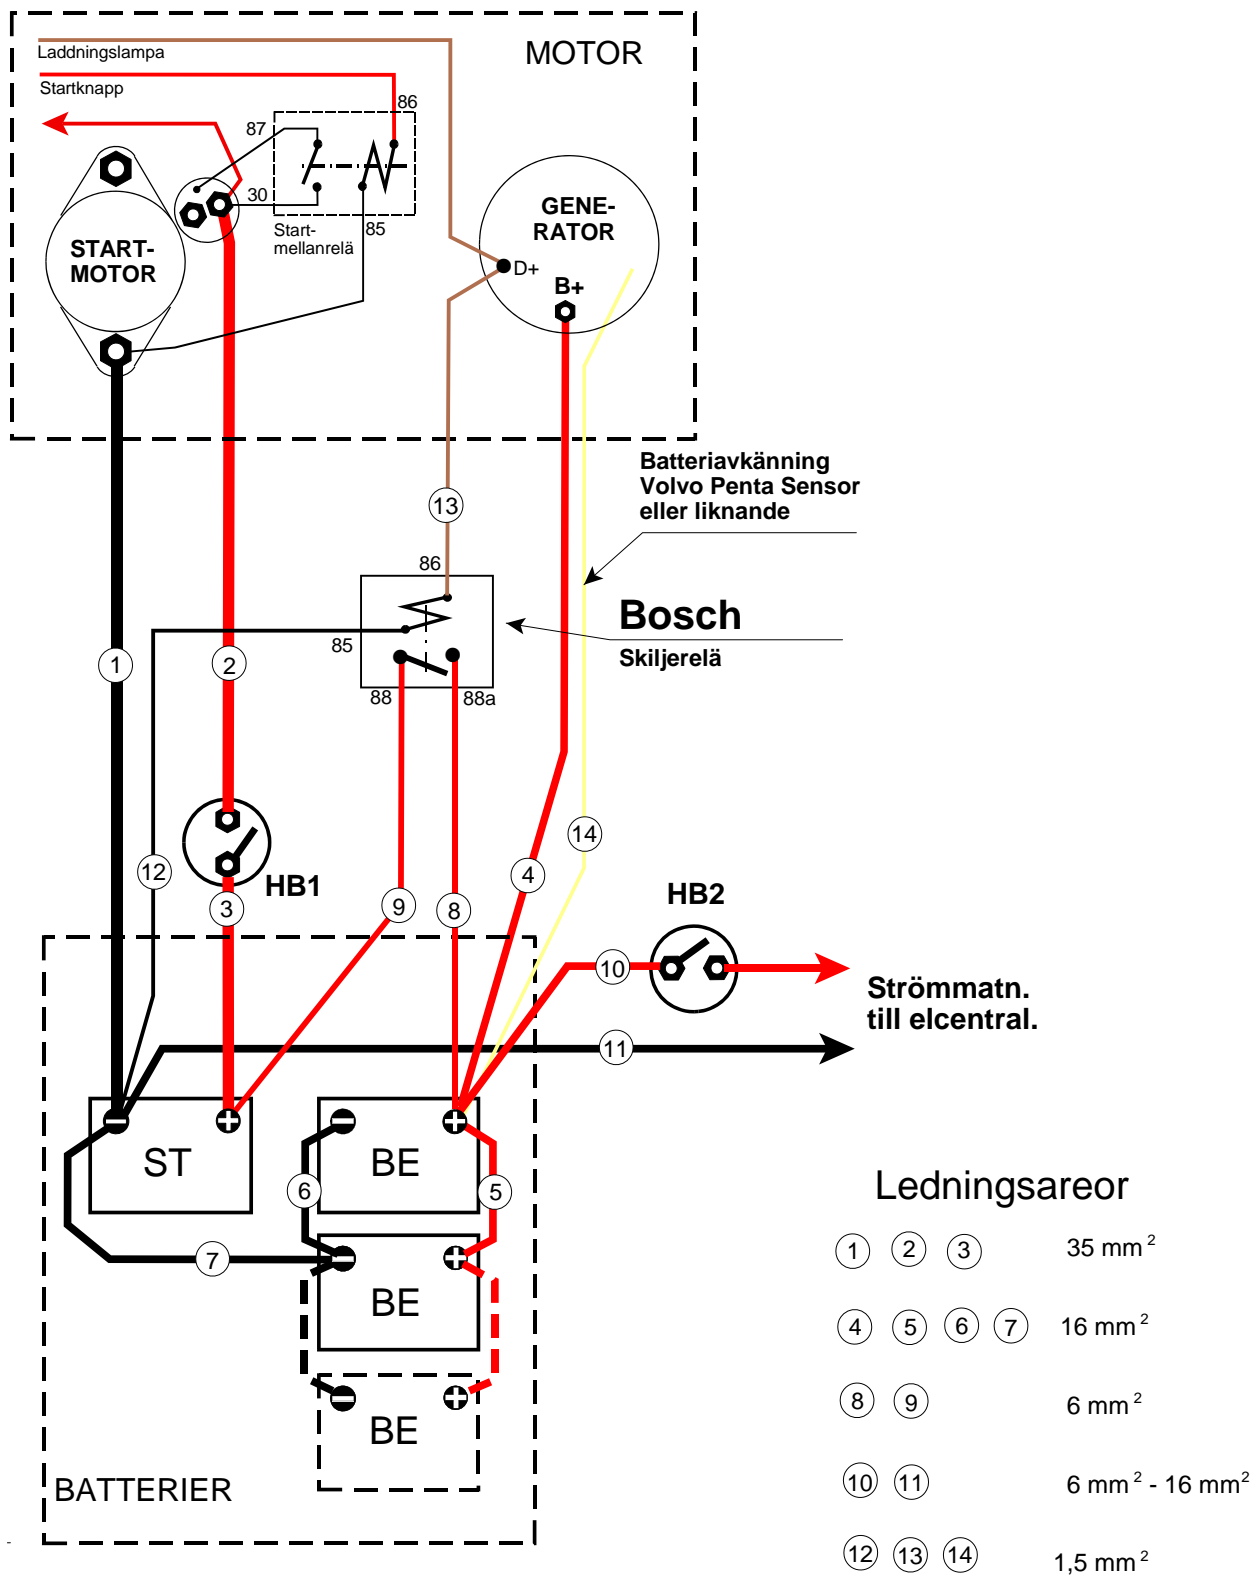 MOTOR
Laddningslampa
Startknapp
86
87
30
85
Start-
mellanrelä
START-
MOTOR
GENE-
RATOR
D+
B+
Batteriavkänning
Volvo Penta Sensor
eller liknande
13
86
Bosch
Skiljerelä
85
88
88a
1
2
14
12
4
HB1
HB2
3
9
8
10
Strömmatn.
till elcentral.
11
ST
BE
6
5
7
BE
BE
BATTERIER
Ledningsareor
1 2 3 35 mm²
4 5 6 7 16 mm²
8 9 6 mm²
10 11 6 mm² - 16 mm²
12 13 14 1,5 mm²